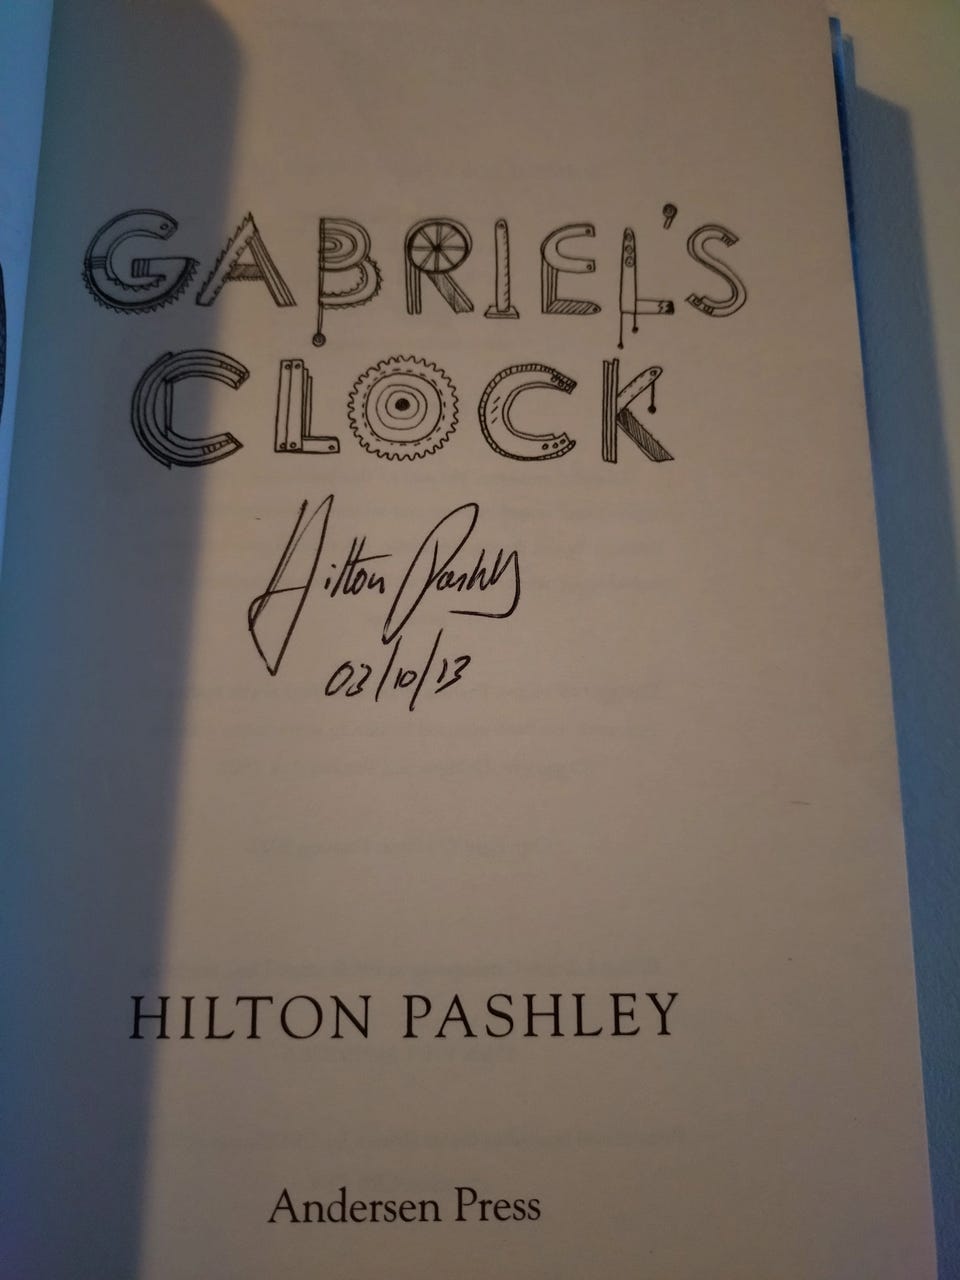 GABRIEL'S
CLOCK
Hilton Pashley
03/10/13
HILTON PASHLEY
Andersen Press